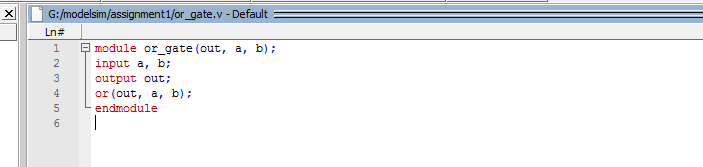 G:/modelsim/assignment1/or_gate.v - Default
Ln#
1 module or_gate(out, a, b);
2 input a, b;
3 output out;
4 or(out, a, b);
5 endmodule
6